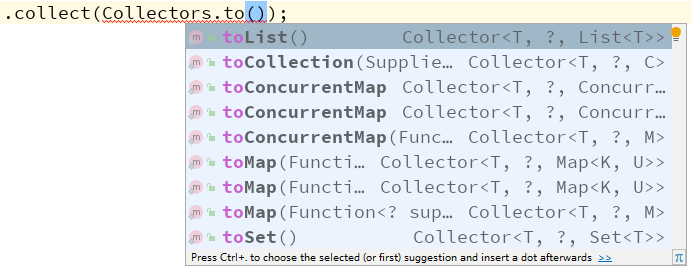 .collect(Collectors.to());
m toList() Collector<T, ?, List<T>>
m toCollection(Supplie… Collector<T, ?, C>
m toConcurrentMap Collector<T, ?, Concurr…
m toConcurrentMap Collector<T, ?, Concurr…
m toConcurrentMap(Func… Collector<T, ?, M>
m toMap(Functi… Collector<T, ?, Map<K, U>>
m toMap(Functi… Collector<T, ?, Map<K, U>>
m toMap(Function<? sup… Collector<T, ?, M>
m toSet() Collector<T, ?, Set<T>>
Press Ctrl+. to choose the selected (or first) suggestion and insert a dot afterwards >> π